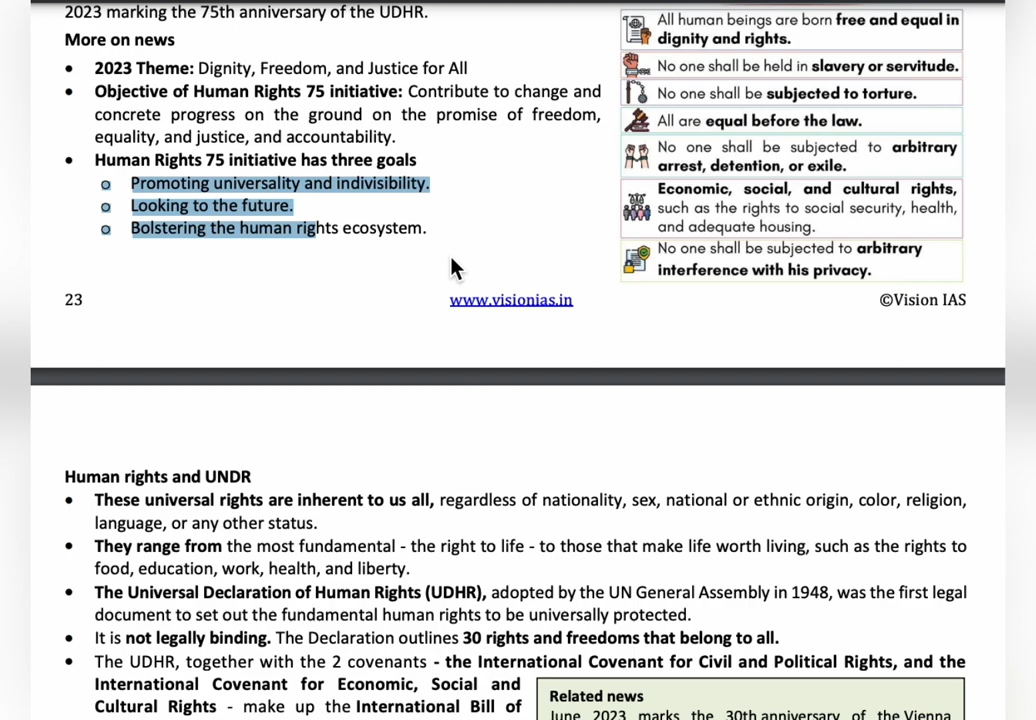 2023 marking the 75th anniversary of the UDHR.
More on news
• 2023 Theme: Dignity, Freedom, and Justice for All
• Objective of Human Rights 75 initiative: Contribute to change and
concrete progress on the ground on the promise of freedom,
equality, and justice, and accountability.
• Human Rights 75 initiative has three goals
o Promoting universality and indivisibility.
o Looking to the future.
o Bolstering the human rights ecosystem.
All human beings are born free and equal in
dignity and rights.
No one shall be held in slavery or servitude.
No one shall be subjected to torture.
All are equal before the law.
No one shall be subjected to arbitrary
arrest, detention, or exile.
Economic, social, and cultural rights,
such as the rights to social security, health,
and adequate housing.
No one shall be subjected to arbitrary
interference with his privacy.
23
www.visionias.in
©Vision IAS
Human rights and UNDR
• These universal rights are inherent to us all, regardless of nationality, sex, national or ethnic origin, color, religion,
language, or any other status.
• They range from the most fundamental - the right to life - to those that make life worth living, such as the rights to
food, education, work, health, and liberty.
• The Universal Declaration of Human Rights (UDHR), adopted by the UN General Assembly in 1948, was the first legal
document to set out the fundamental human rights to be universally protected.
• It is not legally binding. The Declaration outlines 30 rights and freedoms that belong to all.
• The UDHR, together with the 2 covenants - the International Covenant for Civil and Political Rights, and the
International Covenant for Economic, Social and
Cultural Rights - make up the International Bill of
Related news
June 2023 marks the 30th anniversary of the Vienna